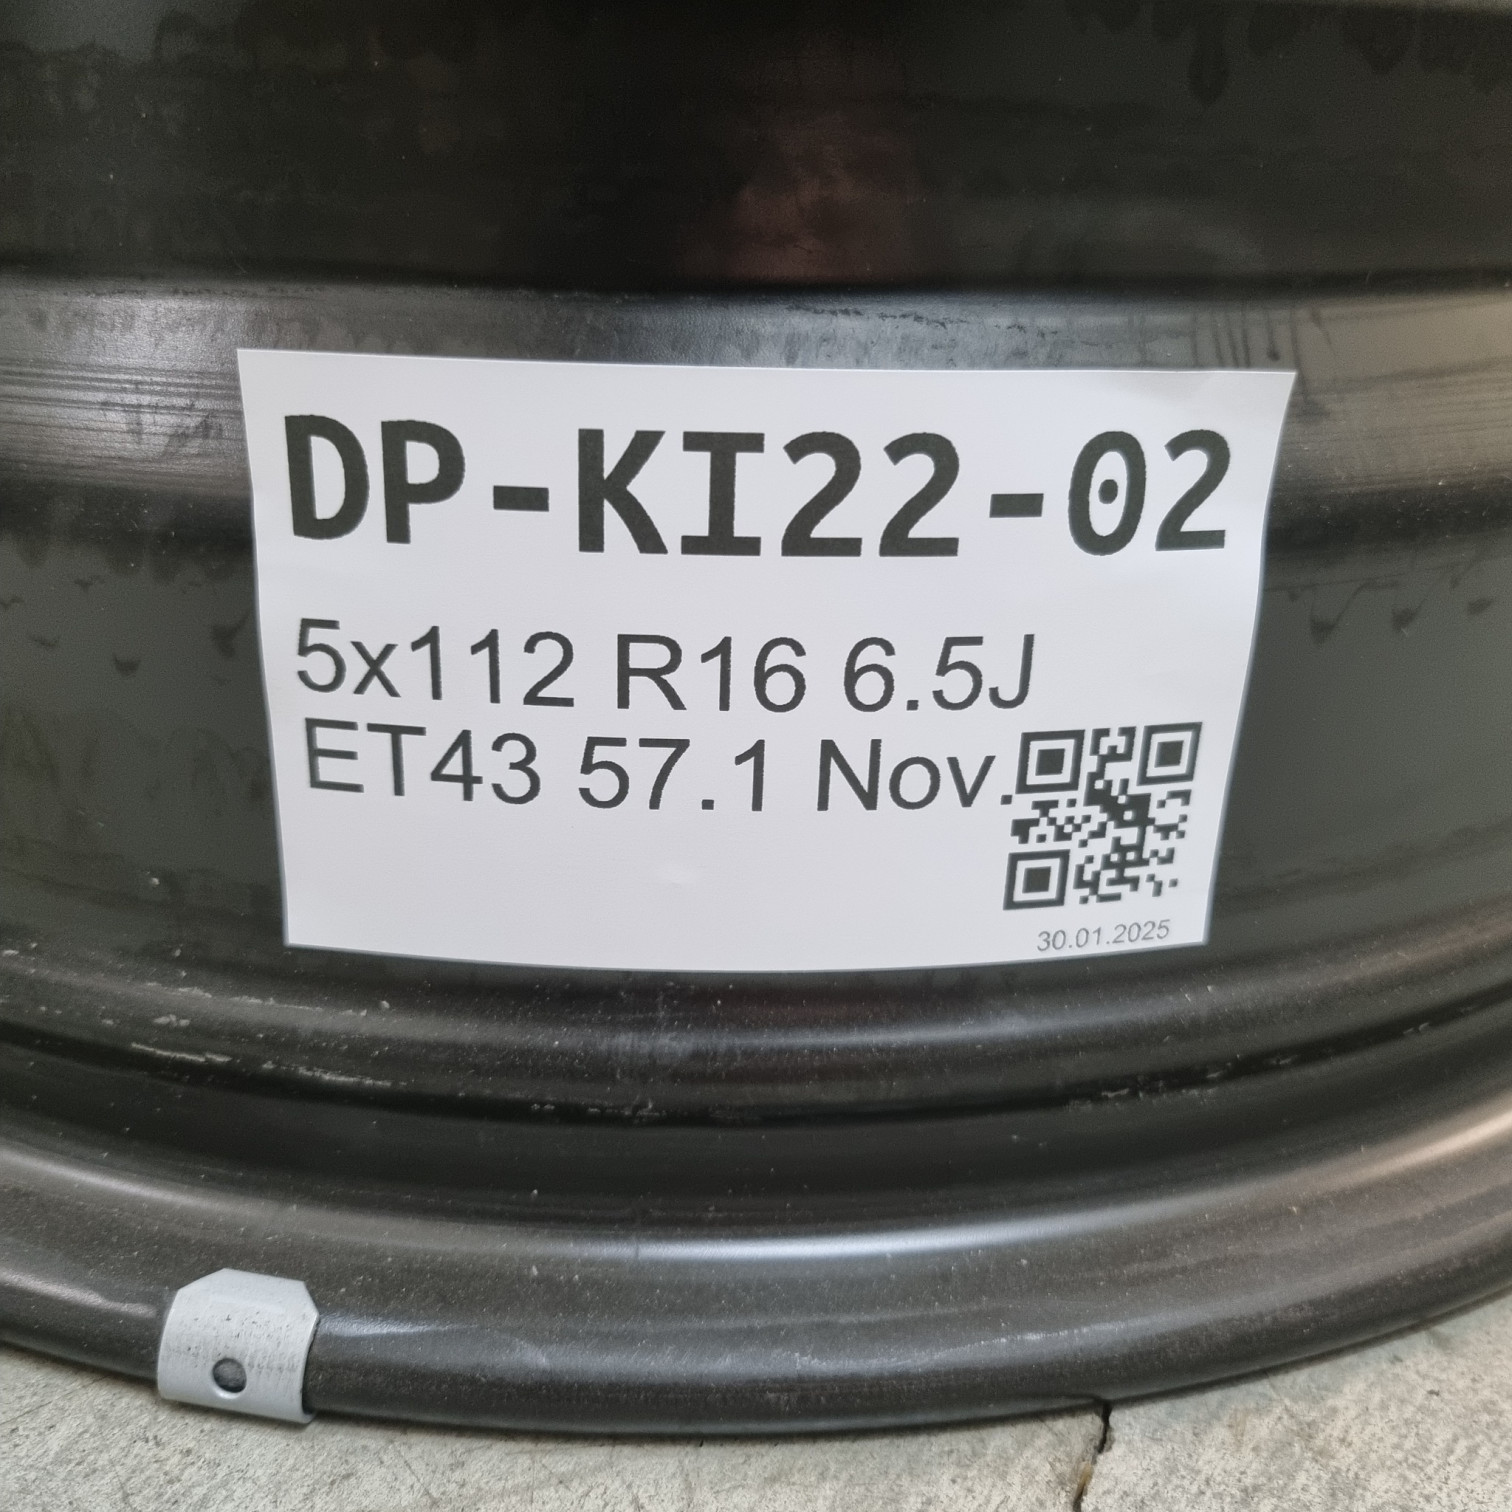 DP-KI22-02
5x112 R16 6.5J
ET43 57.1 Nov.
30.01.2025